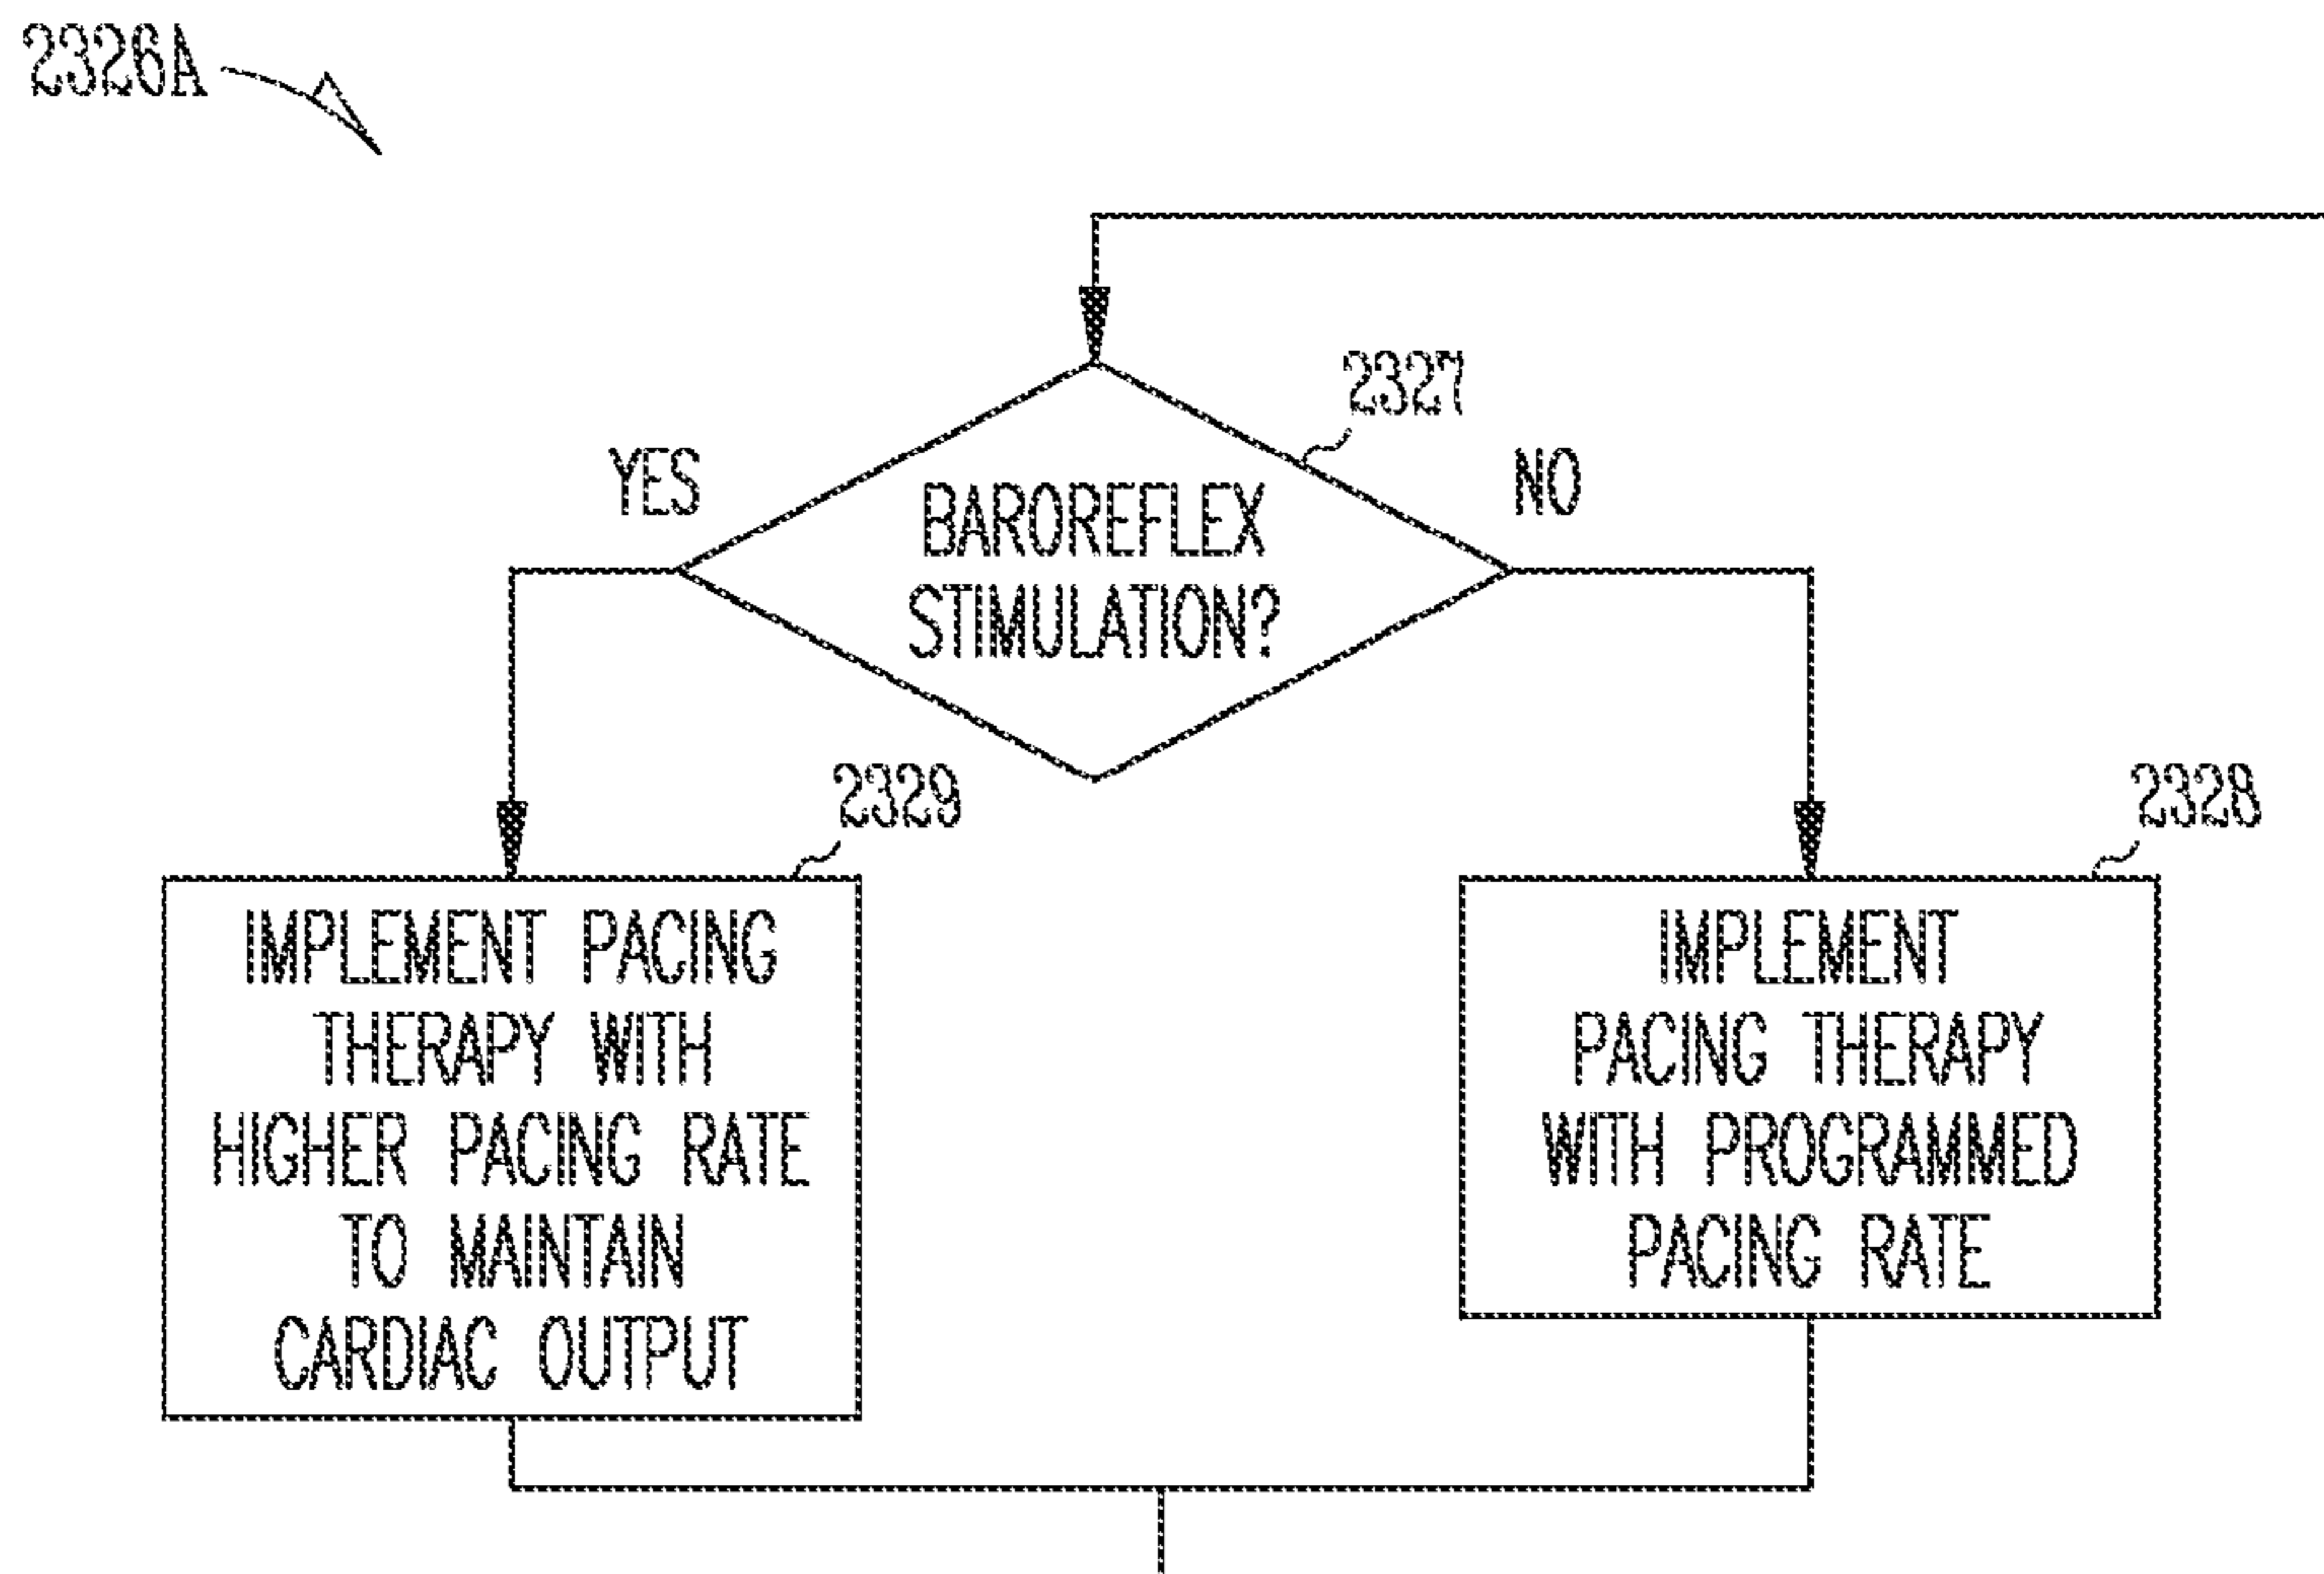 2326A
2327
YES
NO
BAROREFLEX
STIMULATION?
2329
2328
IMPLEMENT PACING
THERAPY WITH
HIGHER PACING RATE
TO MAINTAIN
CARDIAC OUTPUT
IMPLEMENT
PACING THERAPY
WITH PROGRAMMED
PACING RATE